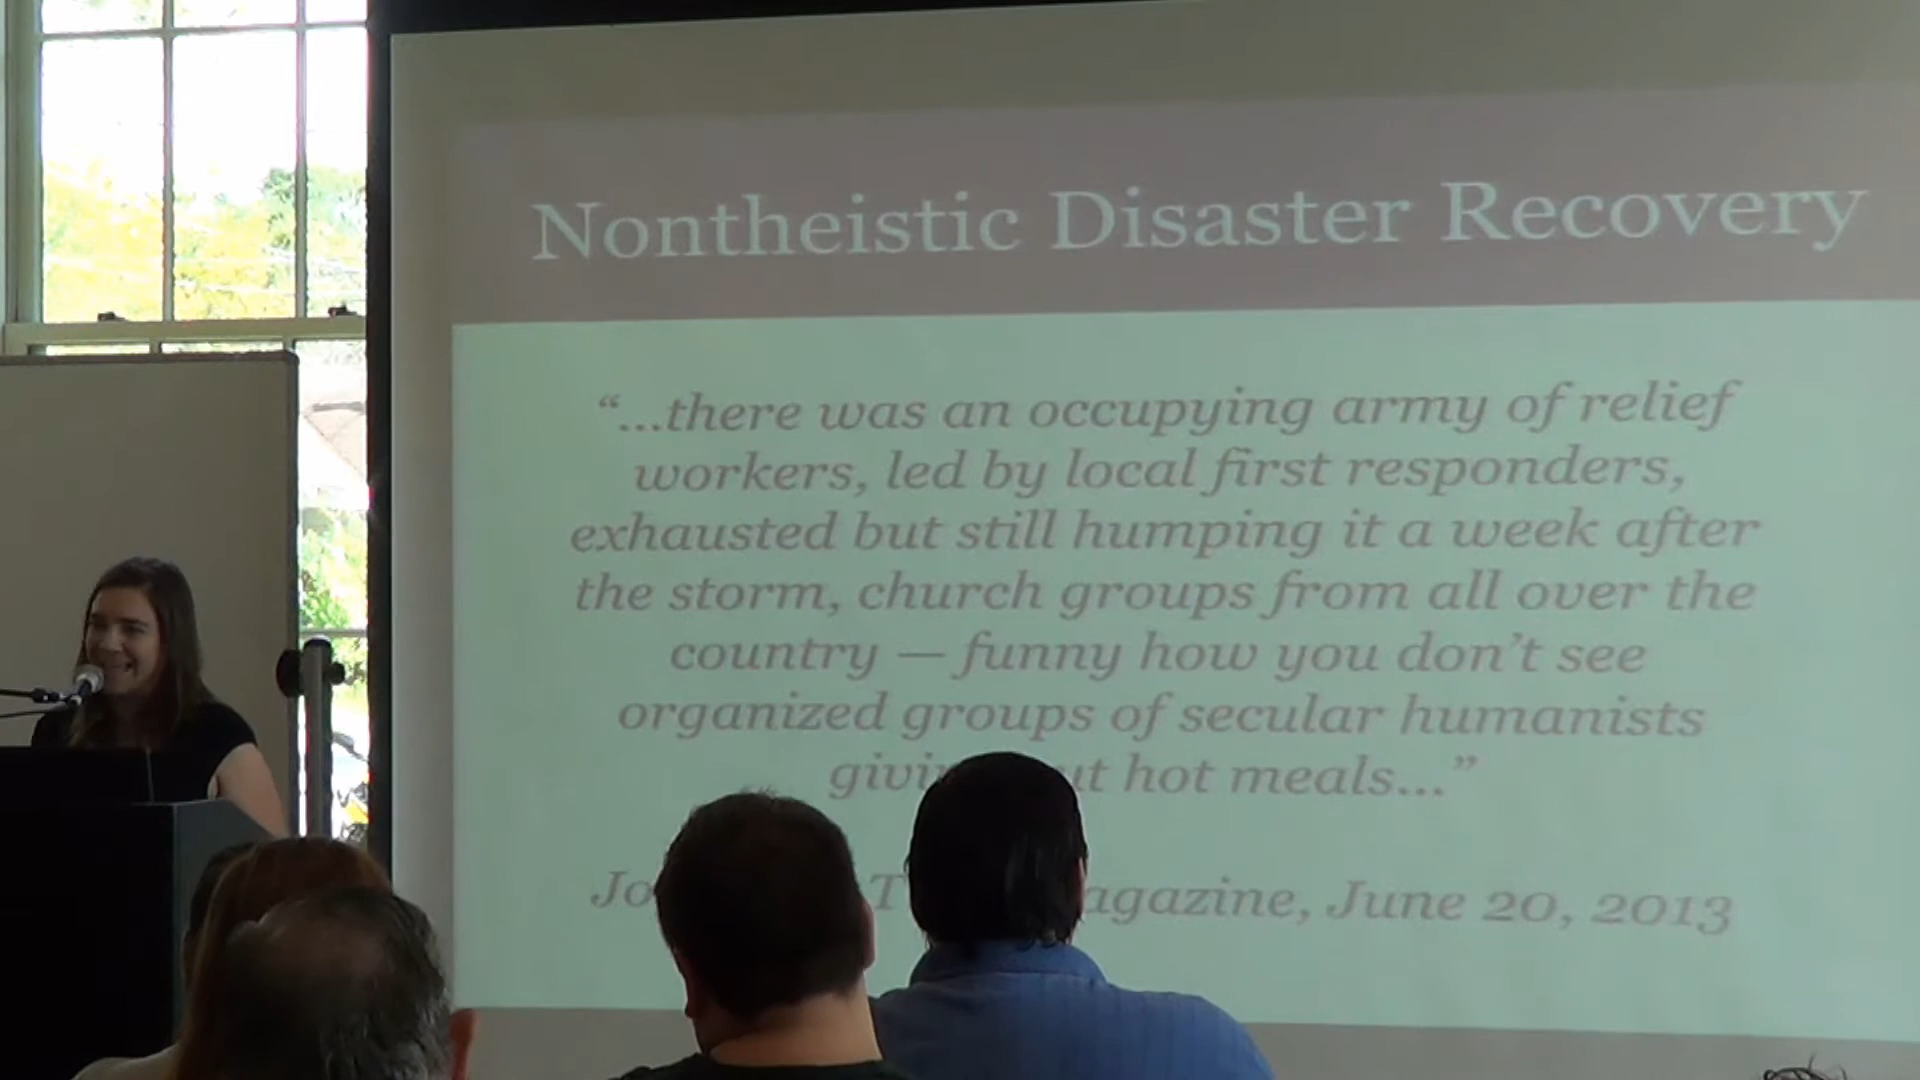 Nontheistic Disaster Recovery
“...there was an occupying army of relief
workers, led by local first responders,
exhausted but still humping it a week after
the storm, church groups from all over the
country — funny how you don’t see
organized groups of secular humanists
hot meals...”
June 20, 2013